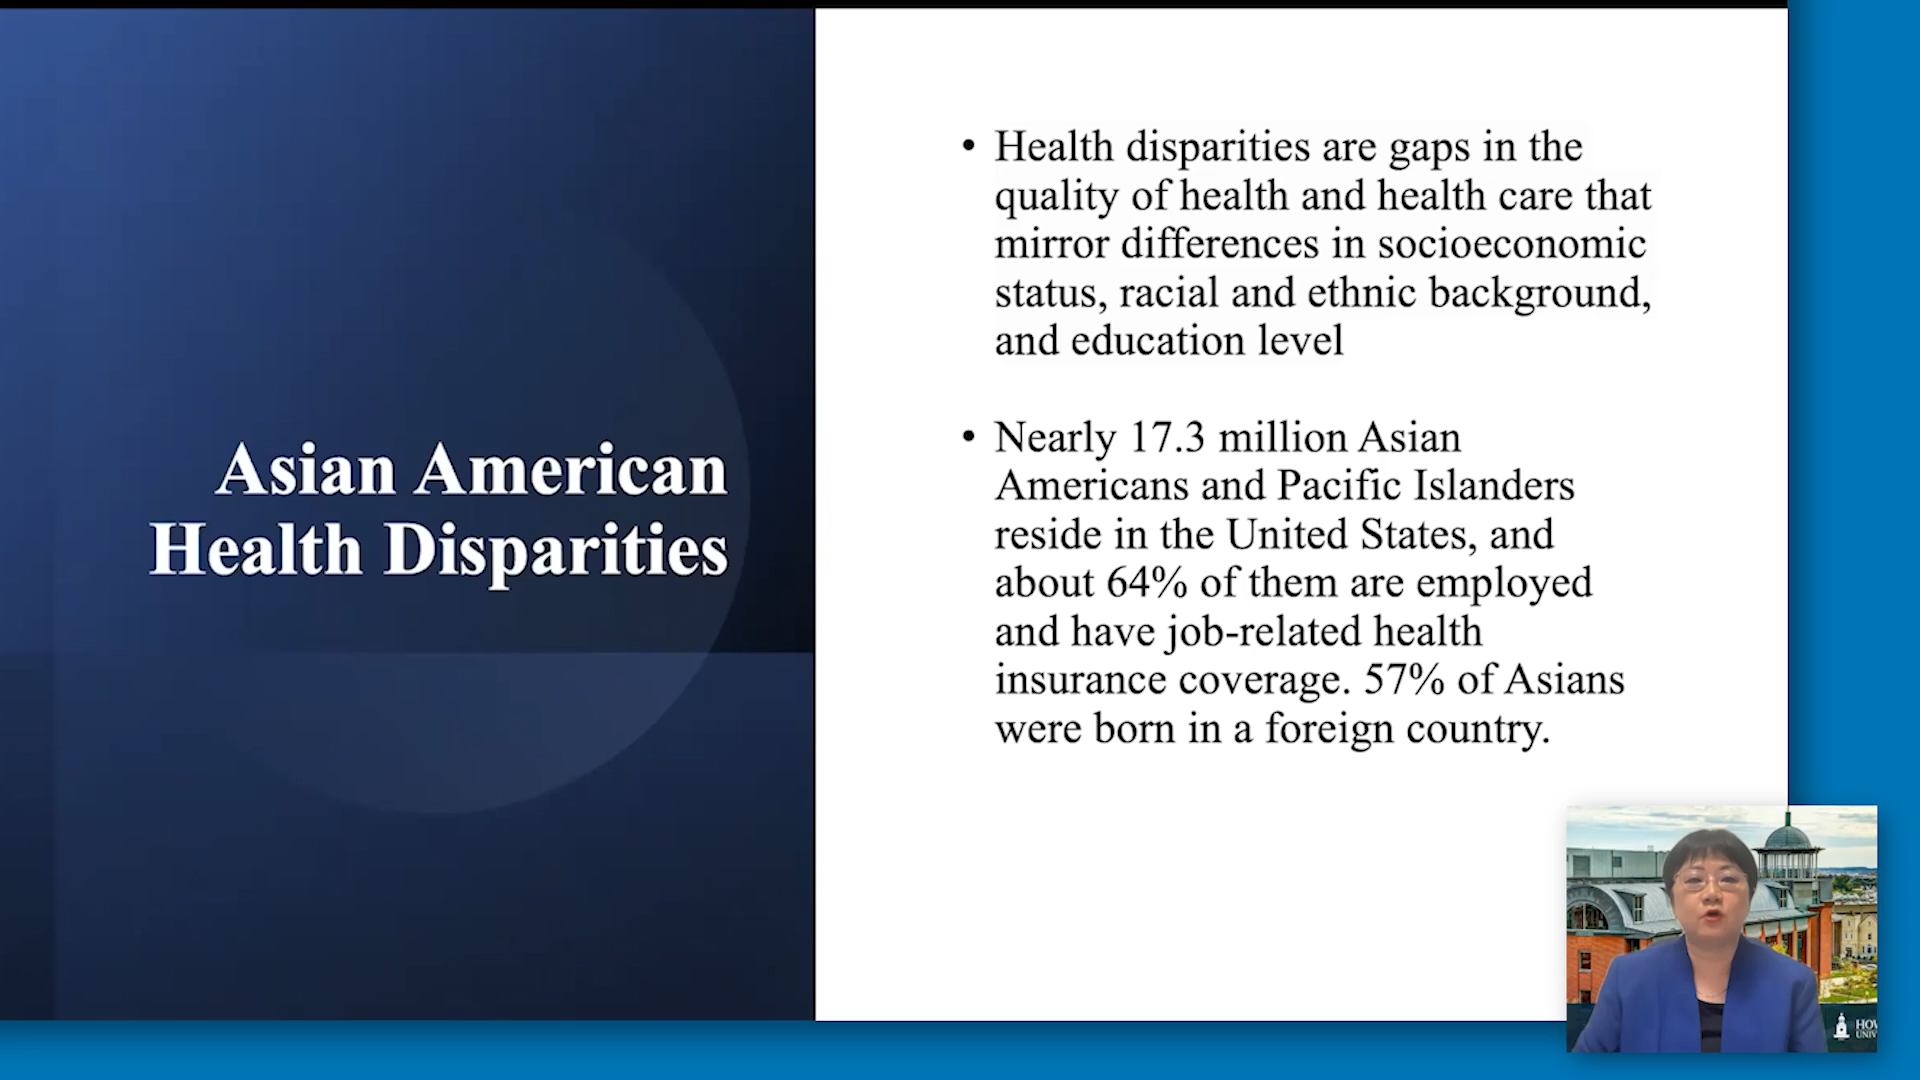 Asian American
Health Disparities
• Health disparities are gaps in the
quality of health and health care that
mirror differences in socioeconomic
status, racial and ethnic background,
and education level
• Nearly 17.3 million Asian
Americans and Pacific Islanders
reside in the United States, and
about 64% of them are employed
and have job-related health
insurance coverage. 57% of Asians
were born in a foreign country.